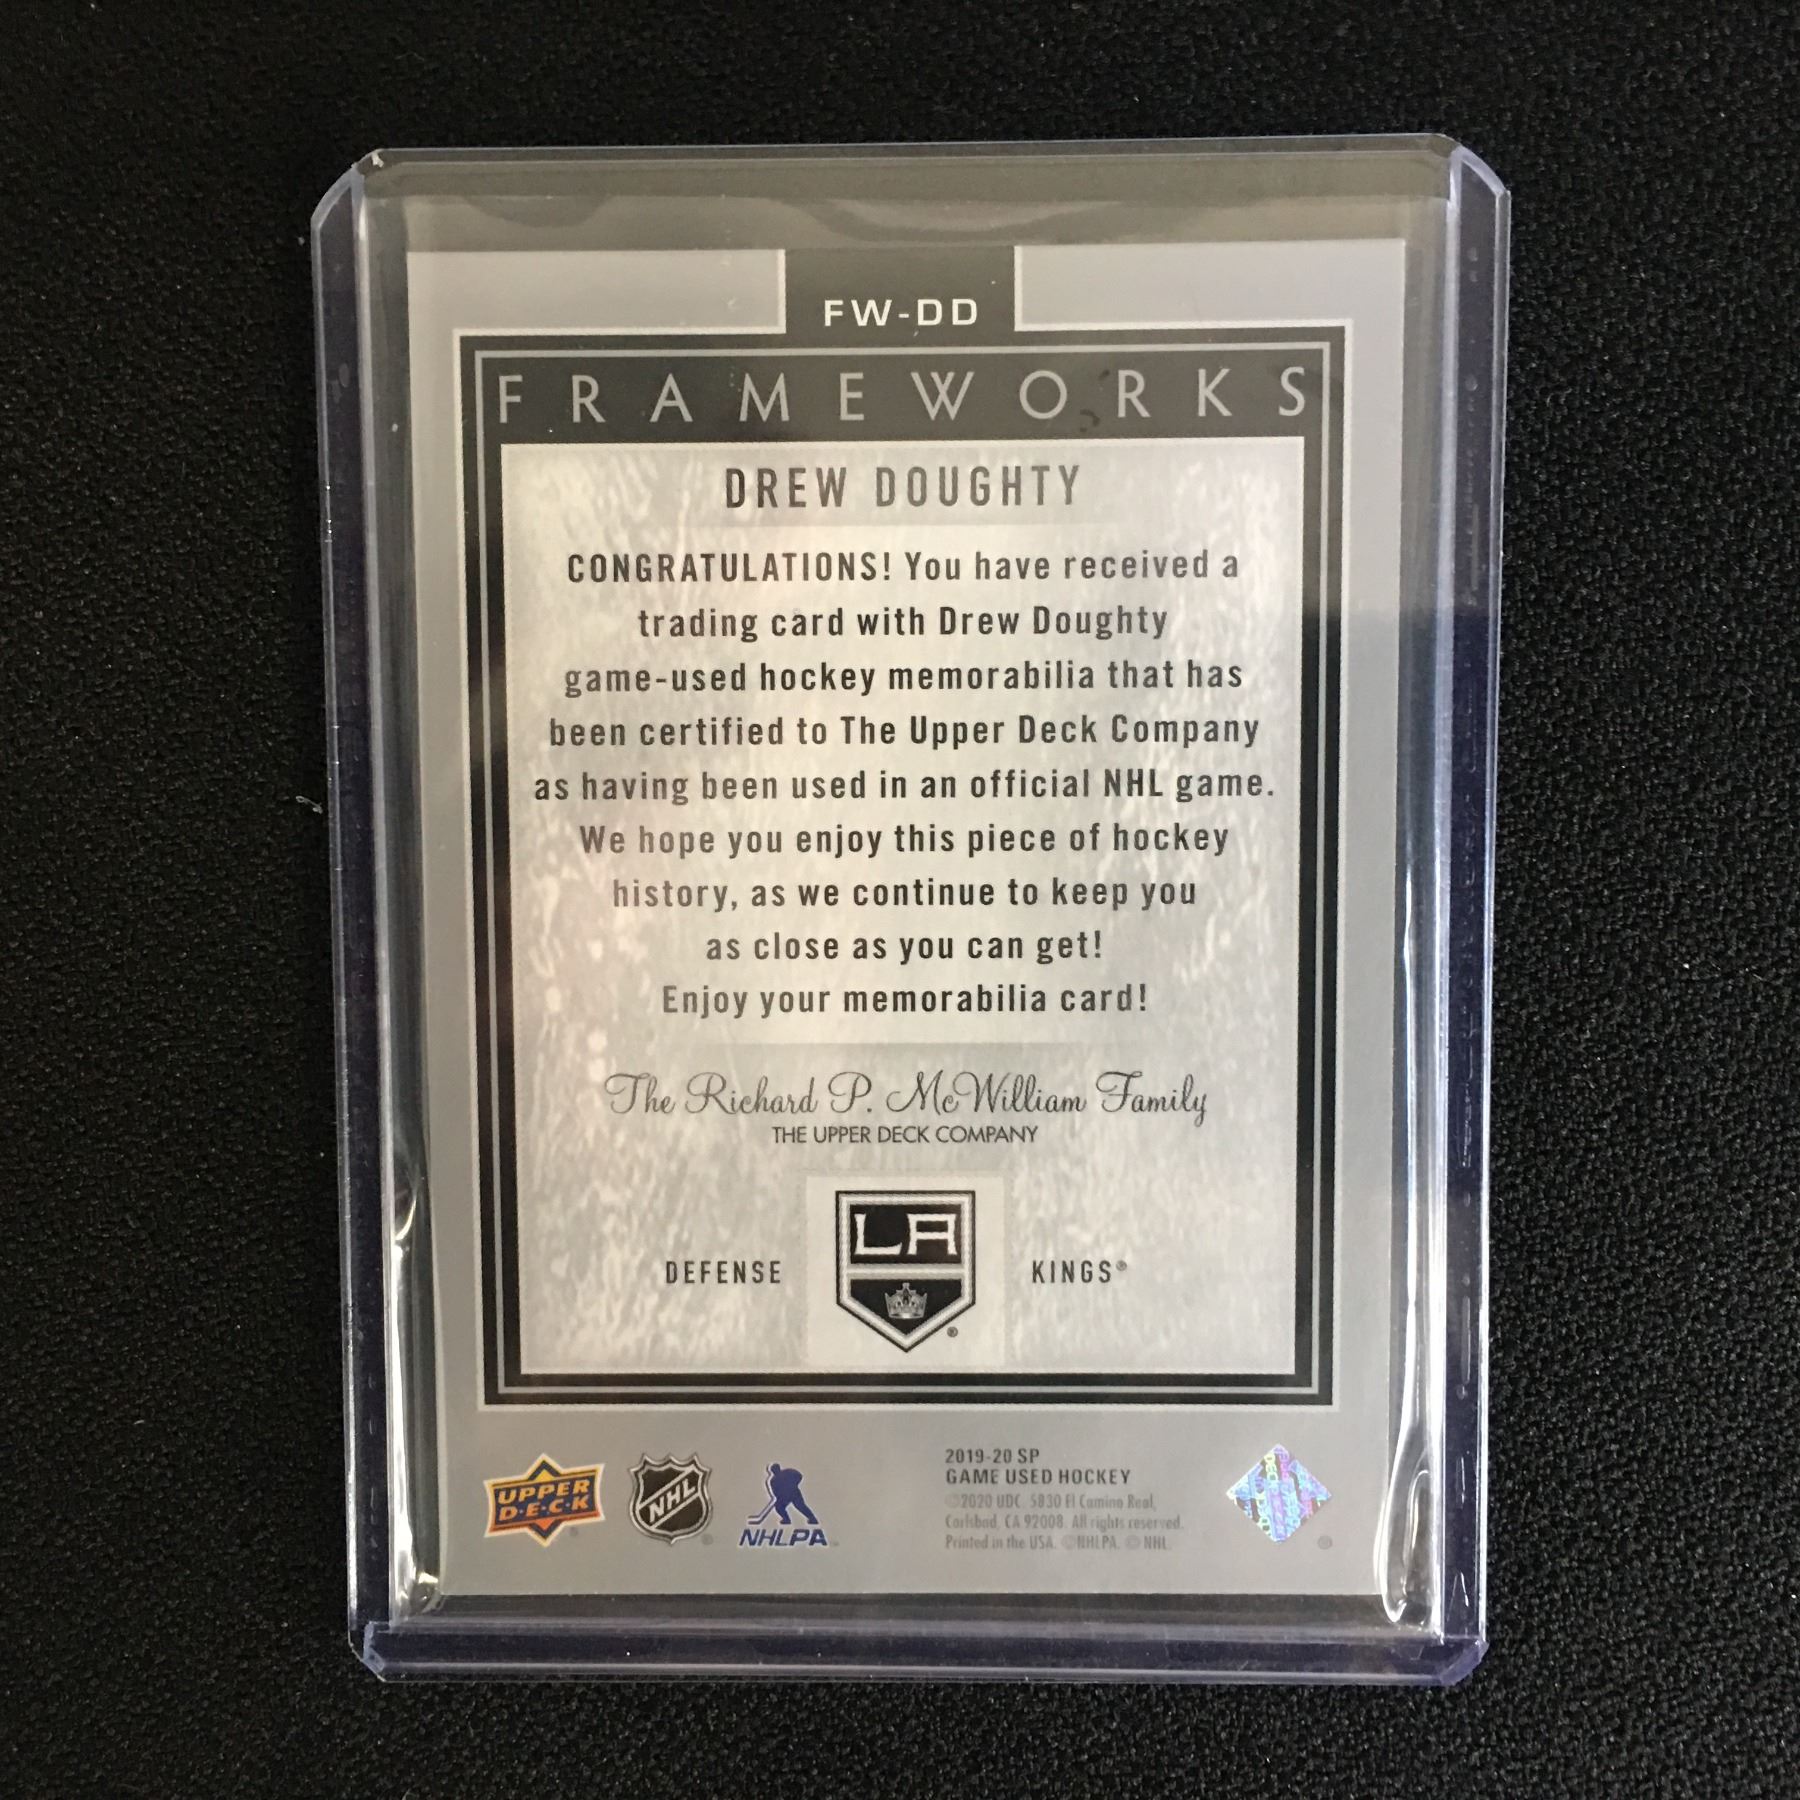 FW-DD
FRAMEWORKS
DREW DOUGHTY
CONGRATULATIONS! You have received a
trading card with Drew Doughty
game-used hockey memorabilia that has
been certified to The Upper Deck Company
as having been used in an official NHL game.
We hope you enjoy this piece of hockey
history, as we continue to keep you
as close as you can get!
Enjoy your memorabilia card!
The Richard P. McWilliam Family
THE UPPER DECK COMPANY
LA
DEFENSE
KINGS®
UPPER
D·E·C·K
NHL
NHLPA
2019-20 SP
GAME USED HOCKEY
©2020 UDC. 5830 El Camino Real,
Carlsbad, CA 92008. All rights reserved.
Printed in the USA. ©NHLPA. © NHL